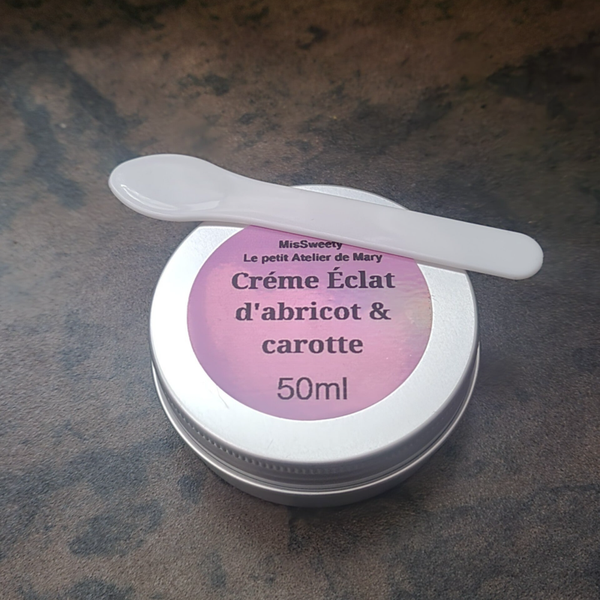 MisSweety
Le petit Atelier de Mary
Créme Éclat
d'abricot &
carotte
50ml